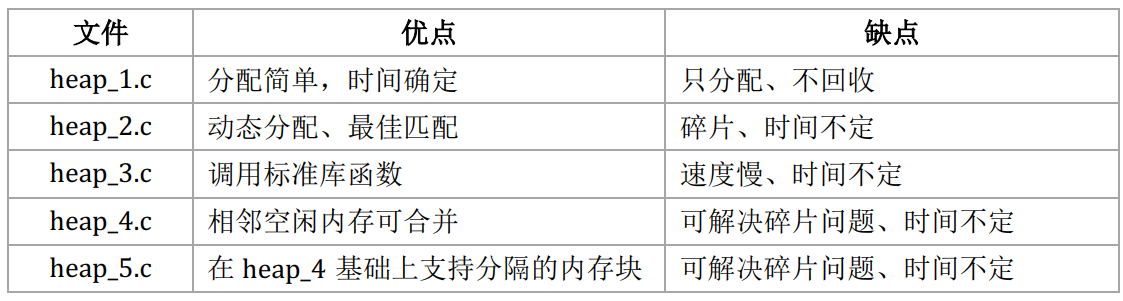 文件 优点 缺点
heap_1.c 分配简单，时间确定 只分配、不回收
heap_2.c 动态分配、最佳匹配 碎片、时间不定
heap_3.c 调用标准库函数 速度慢、时间不定
heap_4.c 相邻空闲内存可合并 可解决碎片问题、时间不定
heap_5.c 在 heap_4 基础上支持分隔的内存块 可解决碎片问题、时间不定